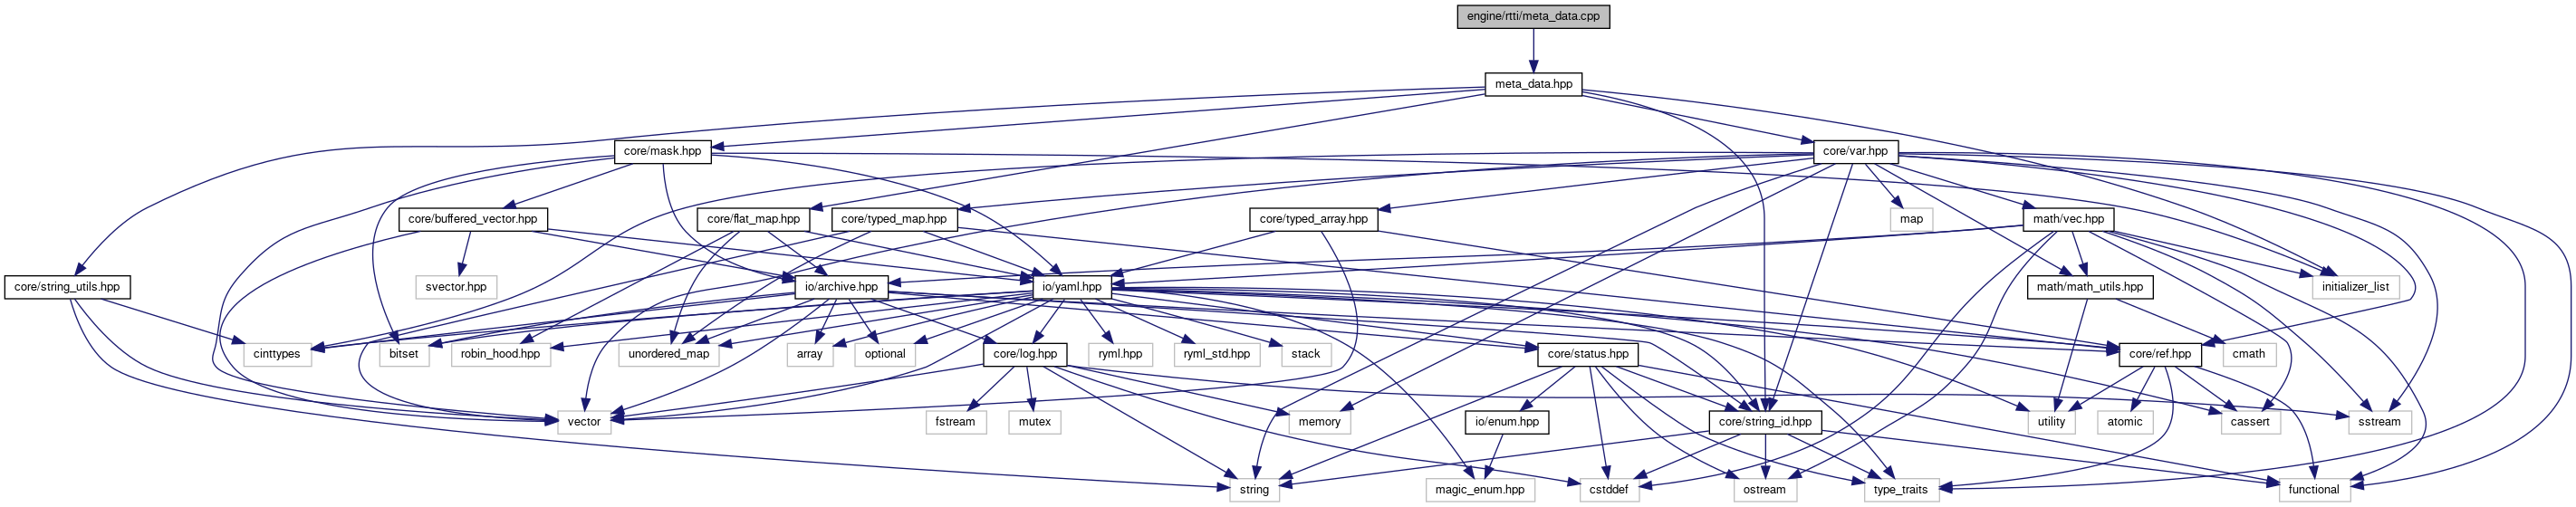 engine/rtti/meta_data.cpp
meta_data.hpp
core/mask.hpp
core/var.hpp
core/buffered_vector.hpp
core/flat_map.hpp
core/typed_map.hpp
core/typed_array.hpp
map
math/vec.hpp
core/string_utils.hpp
svector.hpp
io/archive.hpp
io/yaml.hpp
math/math_utils.hpp
initializer_list
cinttypes
bitset
robin_hood.hpp
unordered_map
array
optional
core/log.hpp
ryml.hpp
ryml_std.hpp
stack
core/status.hpp
core/ref.hpp
cmath
vector
fstream
mutex
memory
io/enum.hpp
core/string_id.hpp
utility
atomic
cassert
sstream
string
magic_enum.hpp
cstddef
ostream
type_traits
functional